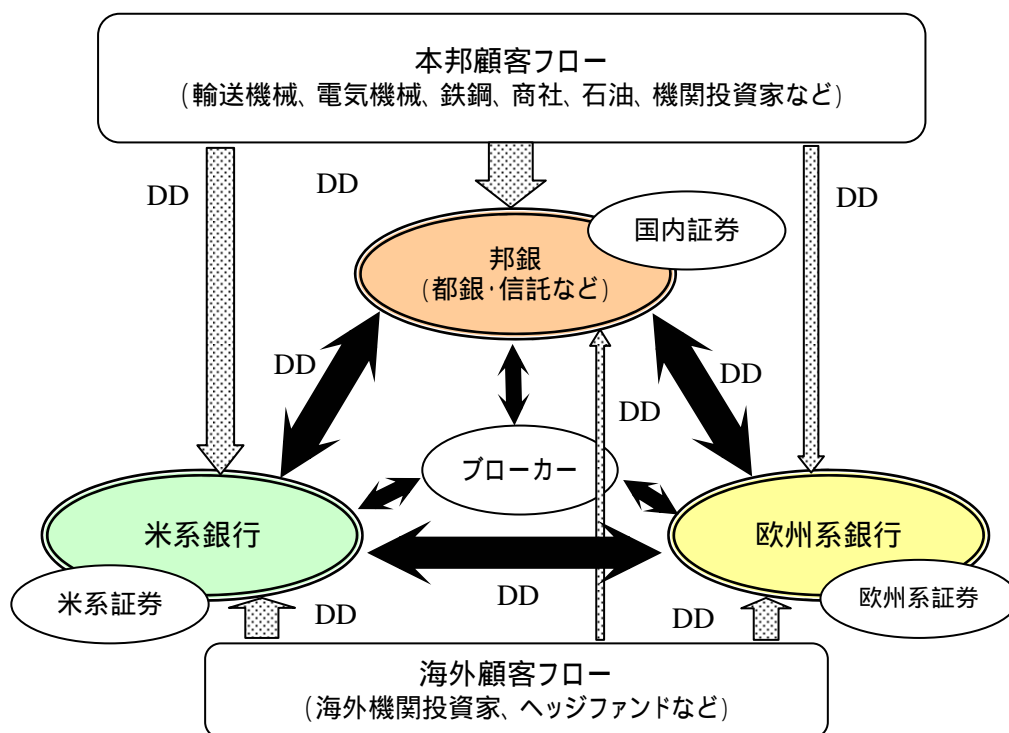 本邦顧客フロー
(輸送機械、電気機械、鉄鋼、商社、石油、機関投資家など)
DD
DD
DD
国内証券
邦銀
(都銀・信託など)
DD
DD
DD
ブローカー
米系銀行
欧州系銀行
米系証券
欧州系証券
DD
DD
DD
海外顧客フロー
(海外機関投資家、ヘッジファンドなど)